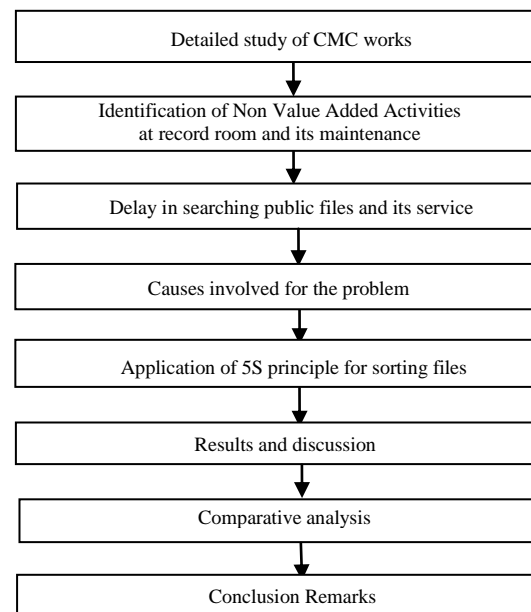 Detailed study of CMC works
Identification of Non Value Added Activities
at record room and its maintenance
Delay in searching public files and its service
Causes involved for the problem
Application of 5S principle for sorting files
Results and discussion
Comparative analysis
Conclusion Remarks